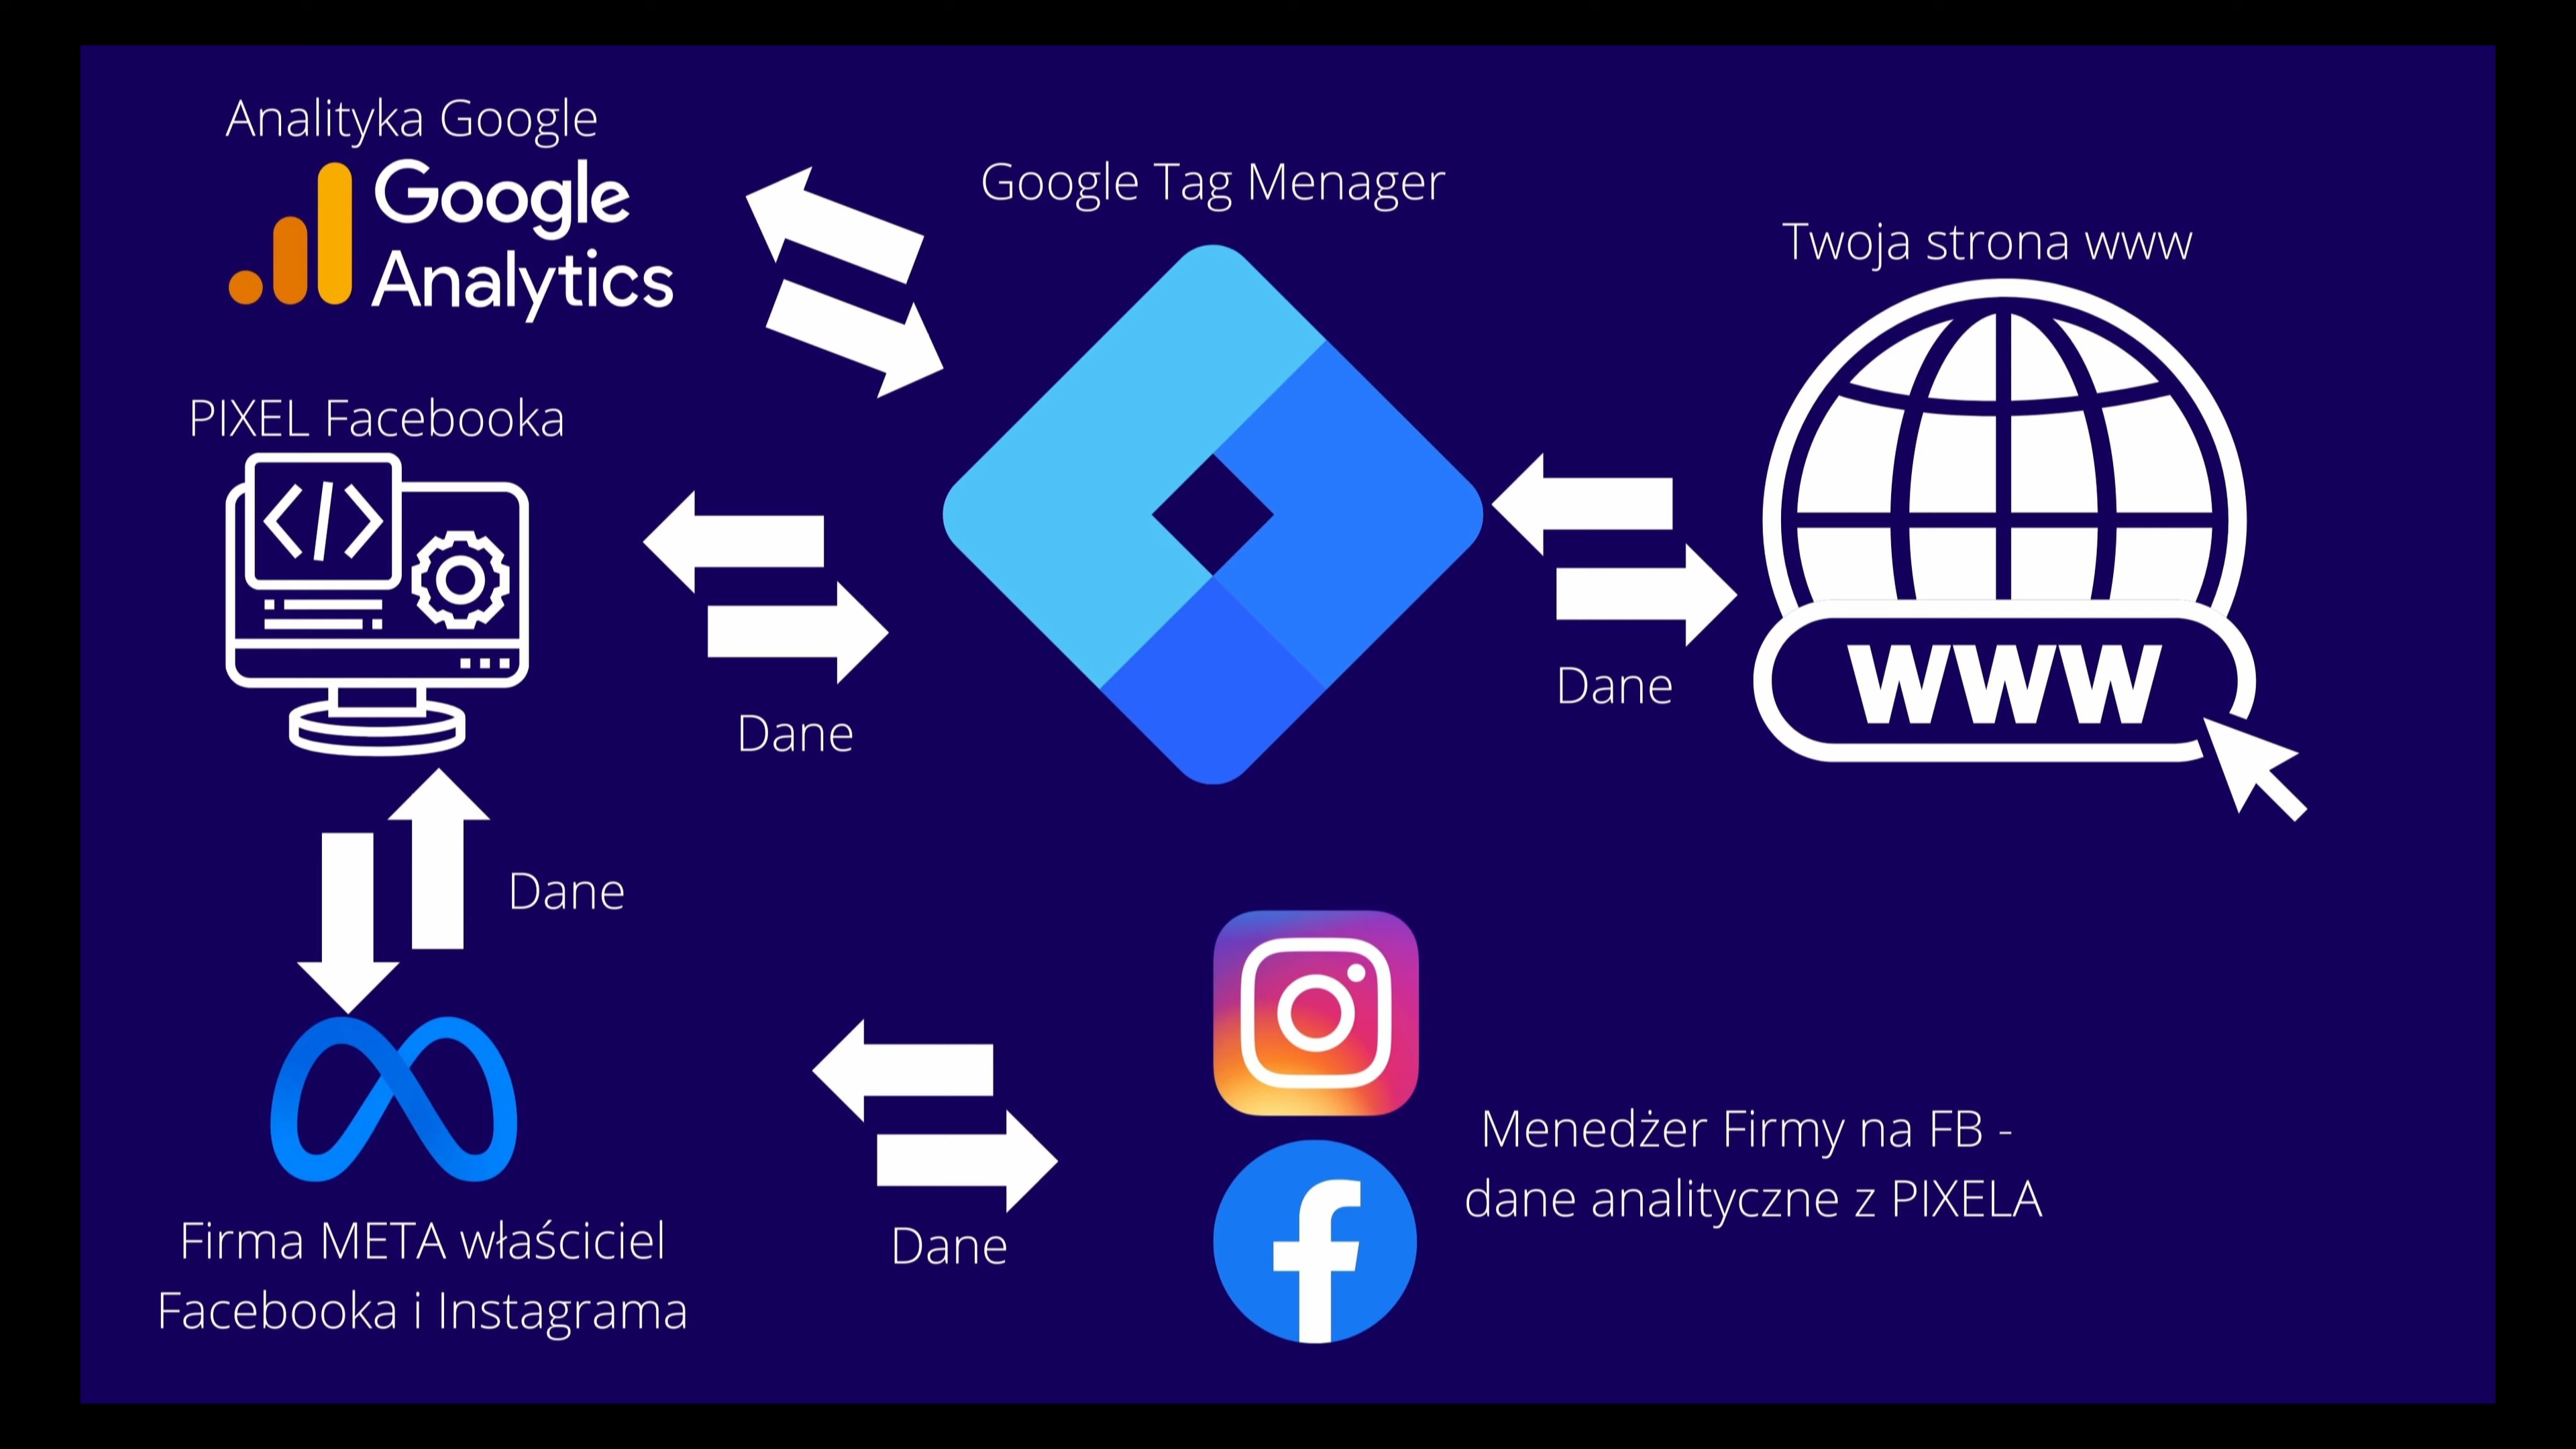 Analityka Google
Google
Analytics
Google Tag Menager
Twoja strona www
PIXEL Facebooka
</>
WWW
Dane
Dane
Dane
Dane
Menedżer Firmy na FB -
dane analityczne z PIXELA
Firma META właściciel
Facebooka i Instagrama